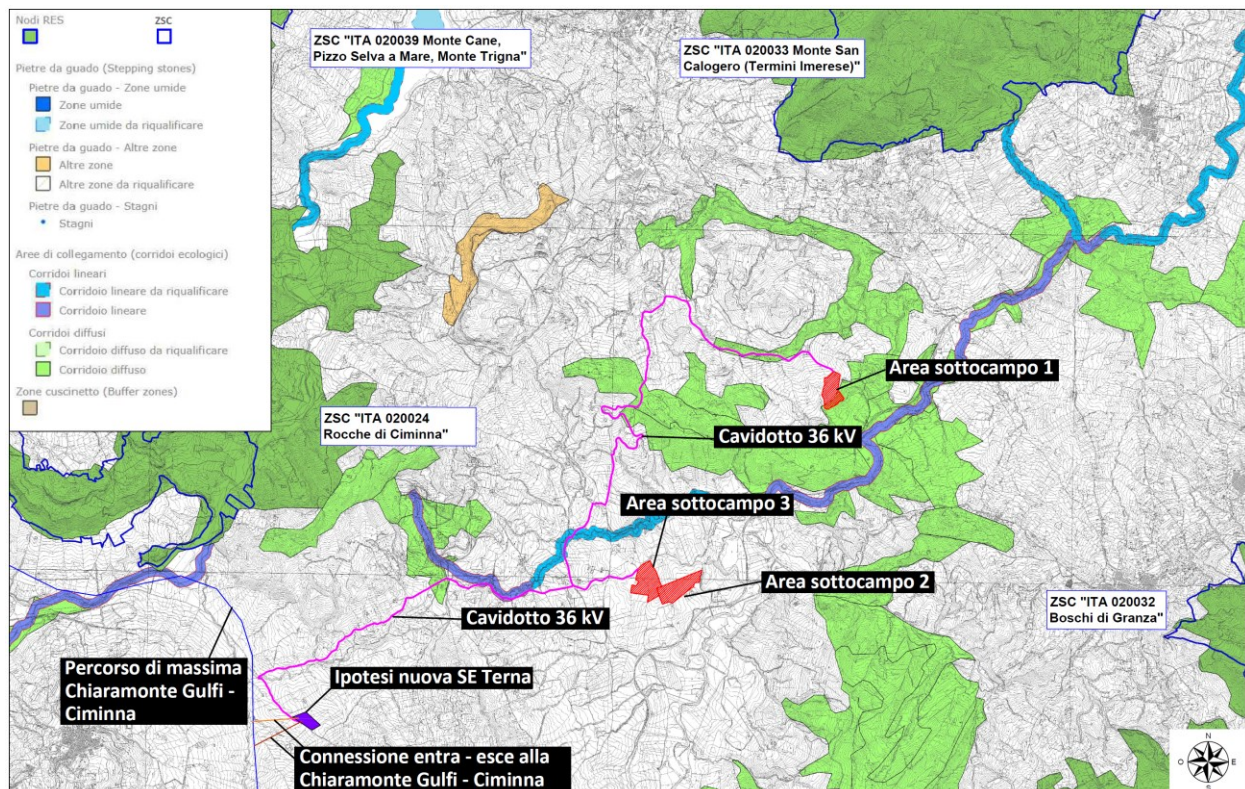 Nodi RES
ZSC
Pietre da guado (Stepping stones)
Pietre da guado - Zone umide
Zone umide
Zone umide da riqualificare
Pietre da guado - Altre zone
Altre zone
Altre zone da riqualificare
Pietre da guado - Stagni
Stagni
Aree di collegamento (corridoi ecologici)
Corridoi lineari
Corridoio lineare da riqualificare
Corridoio lineare
Corridoi diffusi
Corridoio diffuso da riqualificare
Corridoio diffuso
Zone cuscinetto (Buffer zones)
ZSC "ITA 020039 Monte Cane,
Pizzo Selva a Mare, Monte Trigna"
ZSC "ITA 020033 Monte San
Calogero (Termini Imerese)"
Area sottocampo 1
ZSC "ITA 020024
Rocche di Ciminna"
Cavidotto 36 kV
Area sottocampo 3
Area sottocampo 2
ZSC "ITA 020032
Boschi di Granza"
Cavidotto 36 kV
Percorso di massima
Chiaramonte Gulfi -
Ciminna
Ipotesi nuova SE Terna
Connessione entra - esce alla
Chiaramonte Gulfi - Ciminna
N
O
E
S